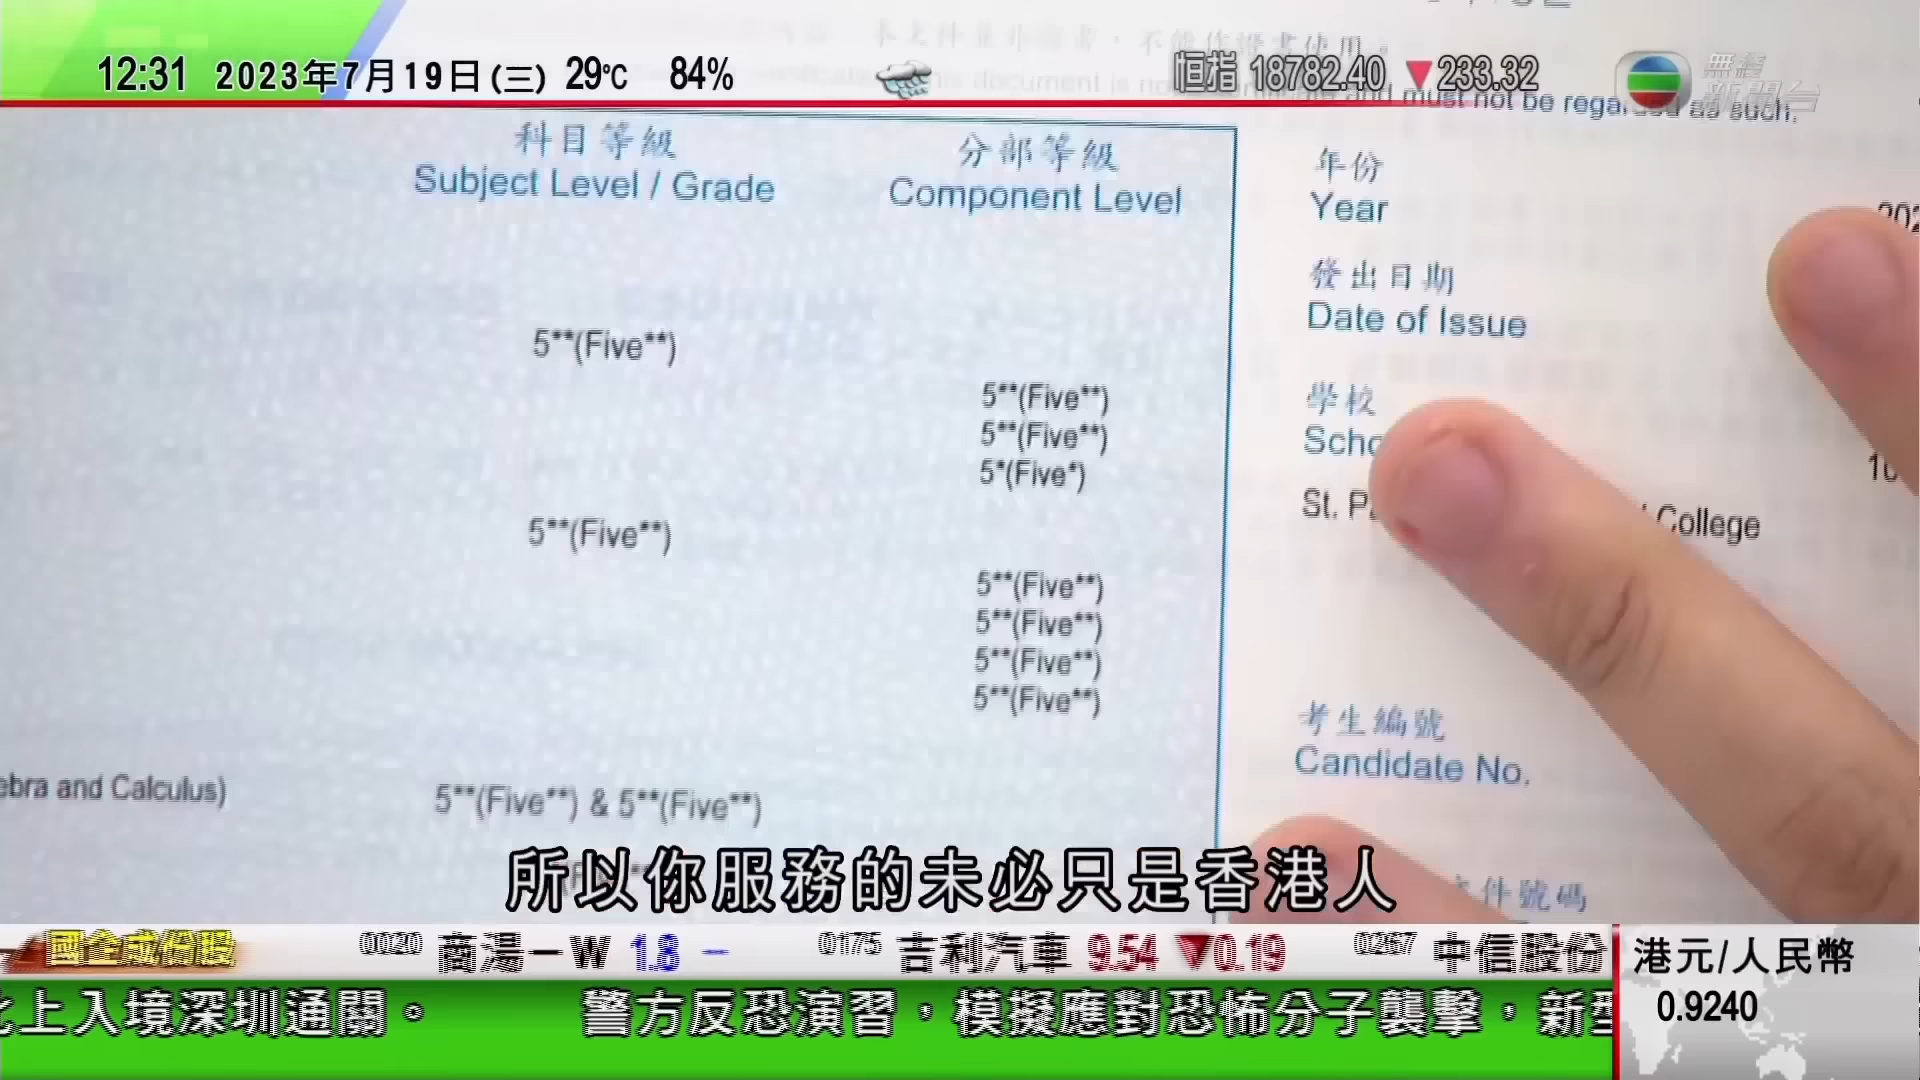 12:31 2023年7月19日(三) 29℃ 84% 恒指 18782.40 ▼233.32 無綫新聞台
and must not be regarded as such.
科目等級
Subject Level / Grade
分部等級
Component Level
年份
Year
發出日期
Date of Issue
5**(Five**)
5**(Five**)
5**(Five**)
5*(Five*)
學校
St.
College
5**(Five**)
5**(Five**)
5**(Five**)
5**(Five**)
5**(Five**)
考生編號
Candidate No.
and Calculus)
5**(Five**) & 5**(Five**)
件號碼
所以你服務的未必只是香港人
國企成份股 0020 商湯－W 1.8 － 0175 吉利汽車 9.54 ▼0.19 0267 中信股份
上入境深圳通關。 警方反恐演習，模擬應對恐怖分子襲擊，新
港元/人民幣
0.9240